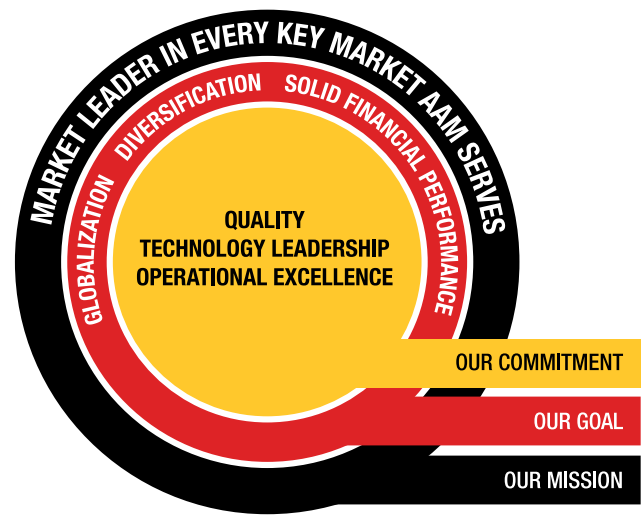 MARKET LEADER IN EVERY KEY MARKET AAM SERVES
GLOBALIZATION DIVERSIFICATION SOLID FINANCIAL PERFORMANCE
QUALITY
TECHNOLOGY LEADERSHIP
OPERATIONAL EXCELLENCE
OUR COMMITMENT
OUR GOAL
OUR MISSION